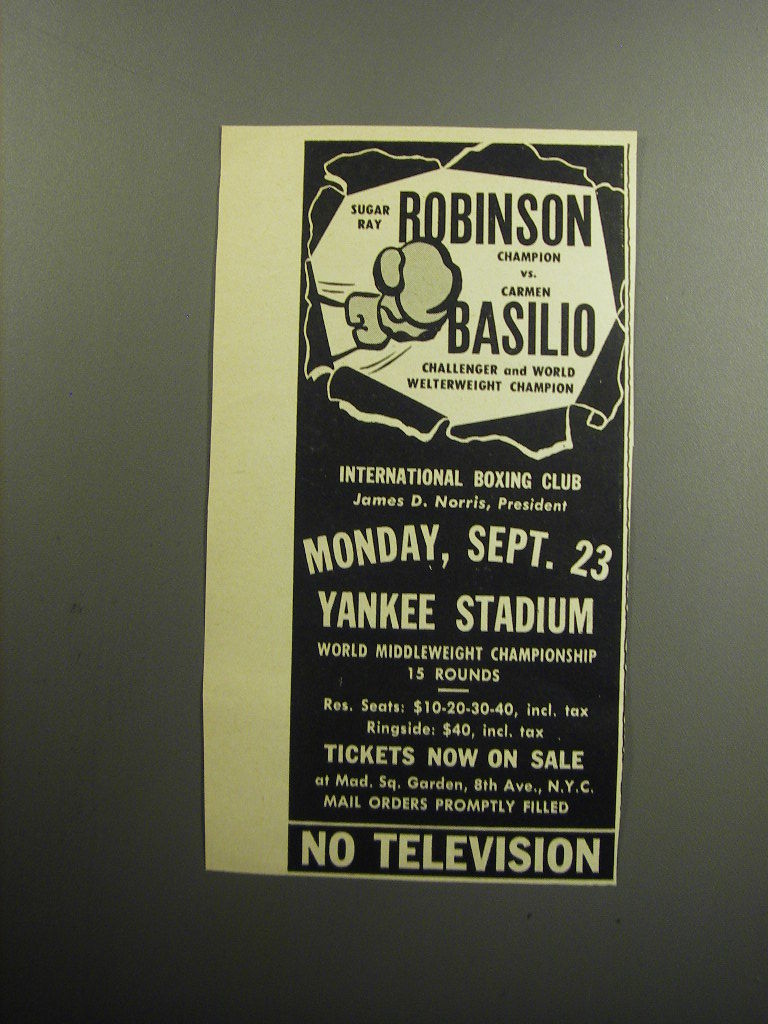 SUGAR
RAY
ROBINSON
CHAMPION
VS.
CARMEN
BASILIO
CHALLENGER and WORLD
WELTERWEIGHT CHAMPION
INTERNATIONAL BOXING CLUB
James D. Norris, President
MONDAY, SEPT. 23
YANKEE STADIUM
WORLD MIDDLEWEIGHT CHAMPIONSHIP
15 ROUNDS
Res. Seats: $10-20-30-40, incl. tax
Ringside: $40, incl. tax
TICKETS NOW ON SALE
at Mad. Sq. Garden, 8th Ave., N.Y.C.
MAIL ORDERS PROMPTLY FILLED
NO TELEVISION